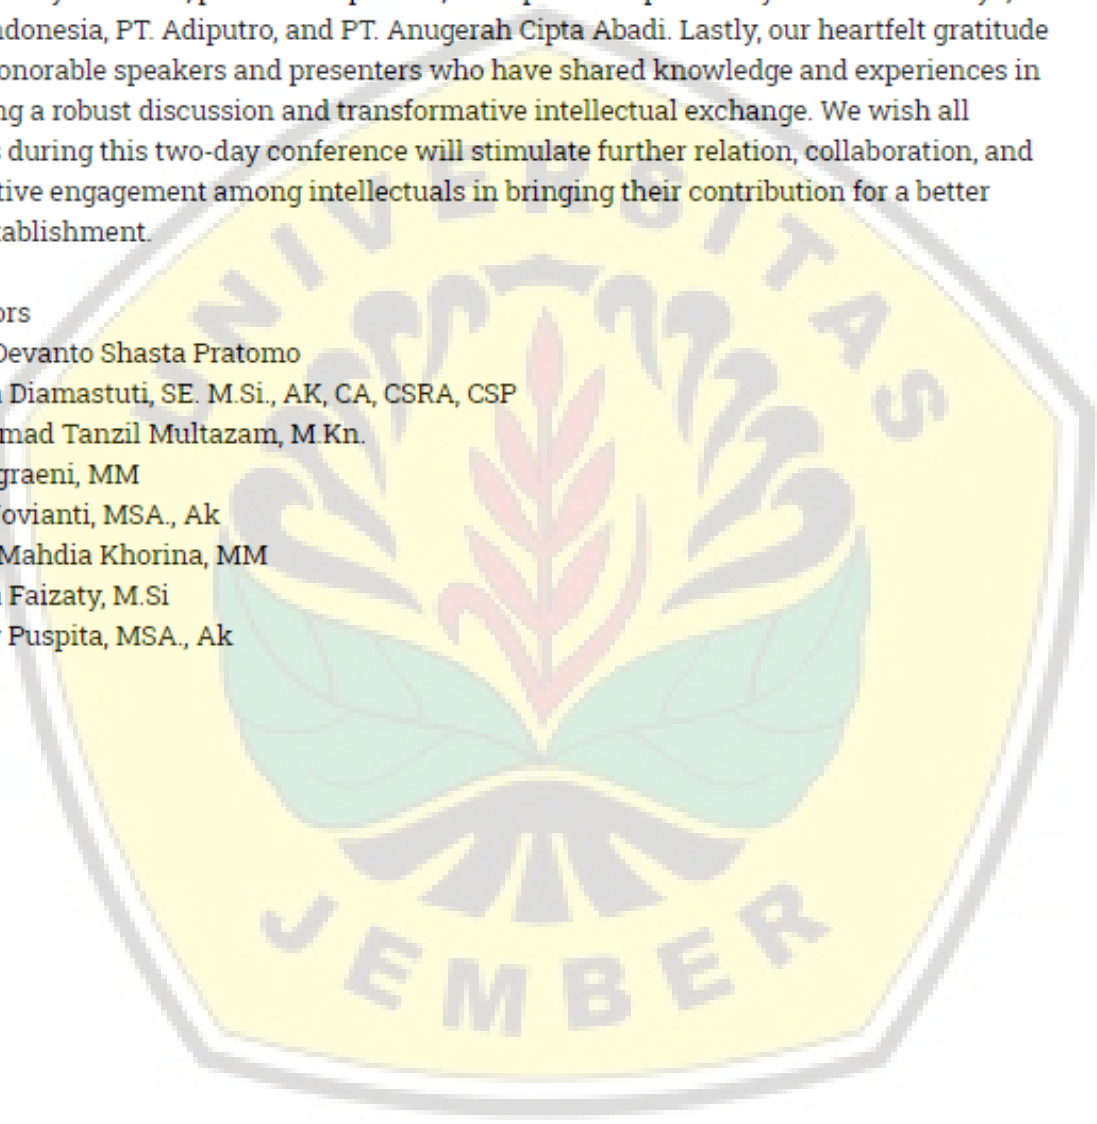 ndonesia, PT. Adiputro, and PT. Anugerah Cipta Abadi. Lastly, our heartfelt gratitude
onorable speakers and presenters who have shared knowledge and experiences in
ng a robust discussion and transformative intellectual exchange. We wish all
s during this two-day conference will stimulate further relation, collaboration, and
tive engagement among intellectuals in bringing their contribution for a better
tablishment.
ors
Devanto Shasta Pratomo
a Diamastuti, SE. M.Si., AK, CA, CSRA, CSP
mad Tanzil Multazam, M.Kn.
graeni, MM
ovianti, MSA., Ak
Mahdia Khorina, MM
a Faizaty, M.Si
y Puspita, MSA., Ak
UNIVERSITAS
JEMBER